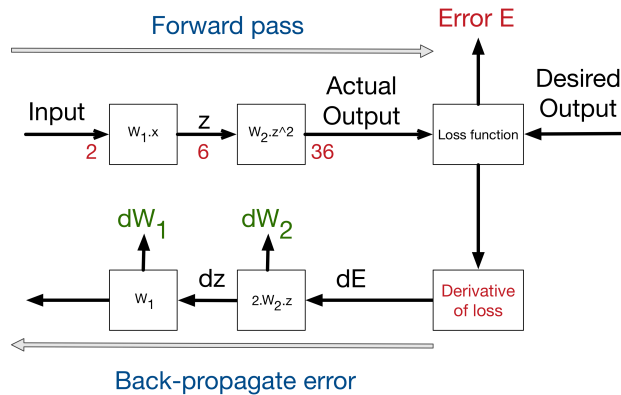 Forward pass
Error E
Input
W₁.x
z
W₂.z^2
Actual
Output
Loss function
Desired
Output
2
6
36
dW₁
dW₂
W₁
dz
2.W₂.z
dE
Derivative
of loss
Back-propagate error